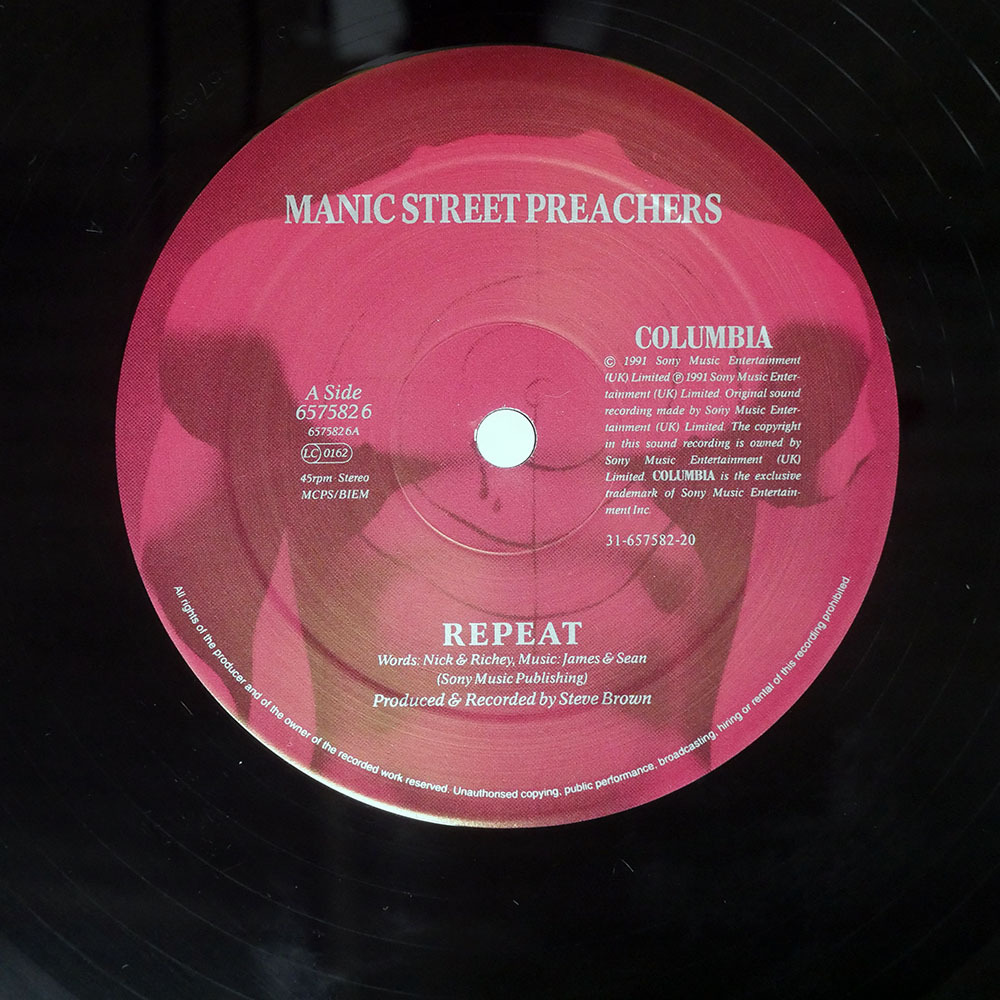 MANIC STREET PREACHERS
COLUMBIA
© 1991 Sony Music Entertainment
(UK) Limited ℗ 1991 Sony Music Enter-
tainment (UK) Limited. Original sound
recording made by Sony Music Enter-
tainment (UK) Limited. The copyright
in this sound recording is owned by
Sony Music Entertainment (UK)
Limited. COLUMBIA is the exclusive
trademark of Sony Music Entertain-
ment Inc.
31-657582-20
A Side
657582 6
657582 6A
LC 0162
45rpm Stereo
MCPS/BIEM
REPEAT
Words: Nick & Richey, Music: James & Sean
(Sony Music Publishing)
Produced & Recorded by Steve Brown
All rights of the producer and of the owner of the recorded work reserved. Unauthorised copying, public performance, broadcasting, hiring or rental of this recording prohibited.